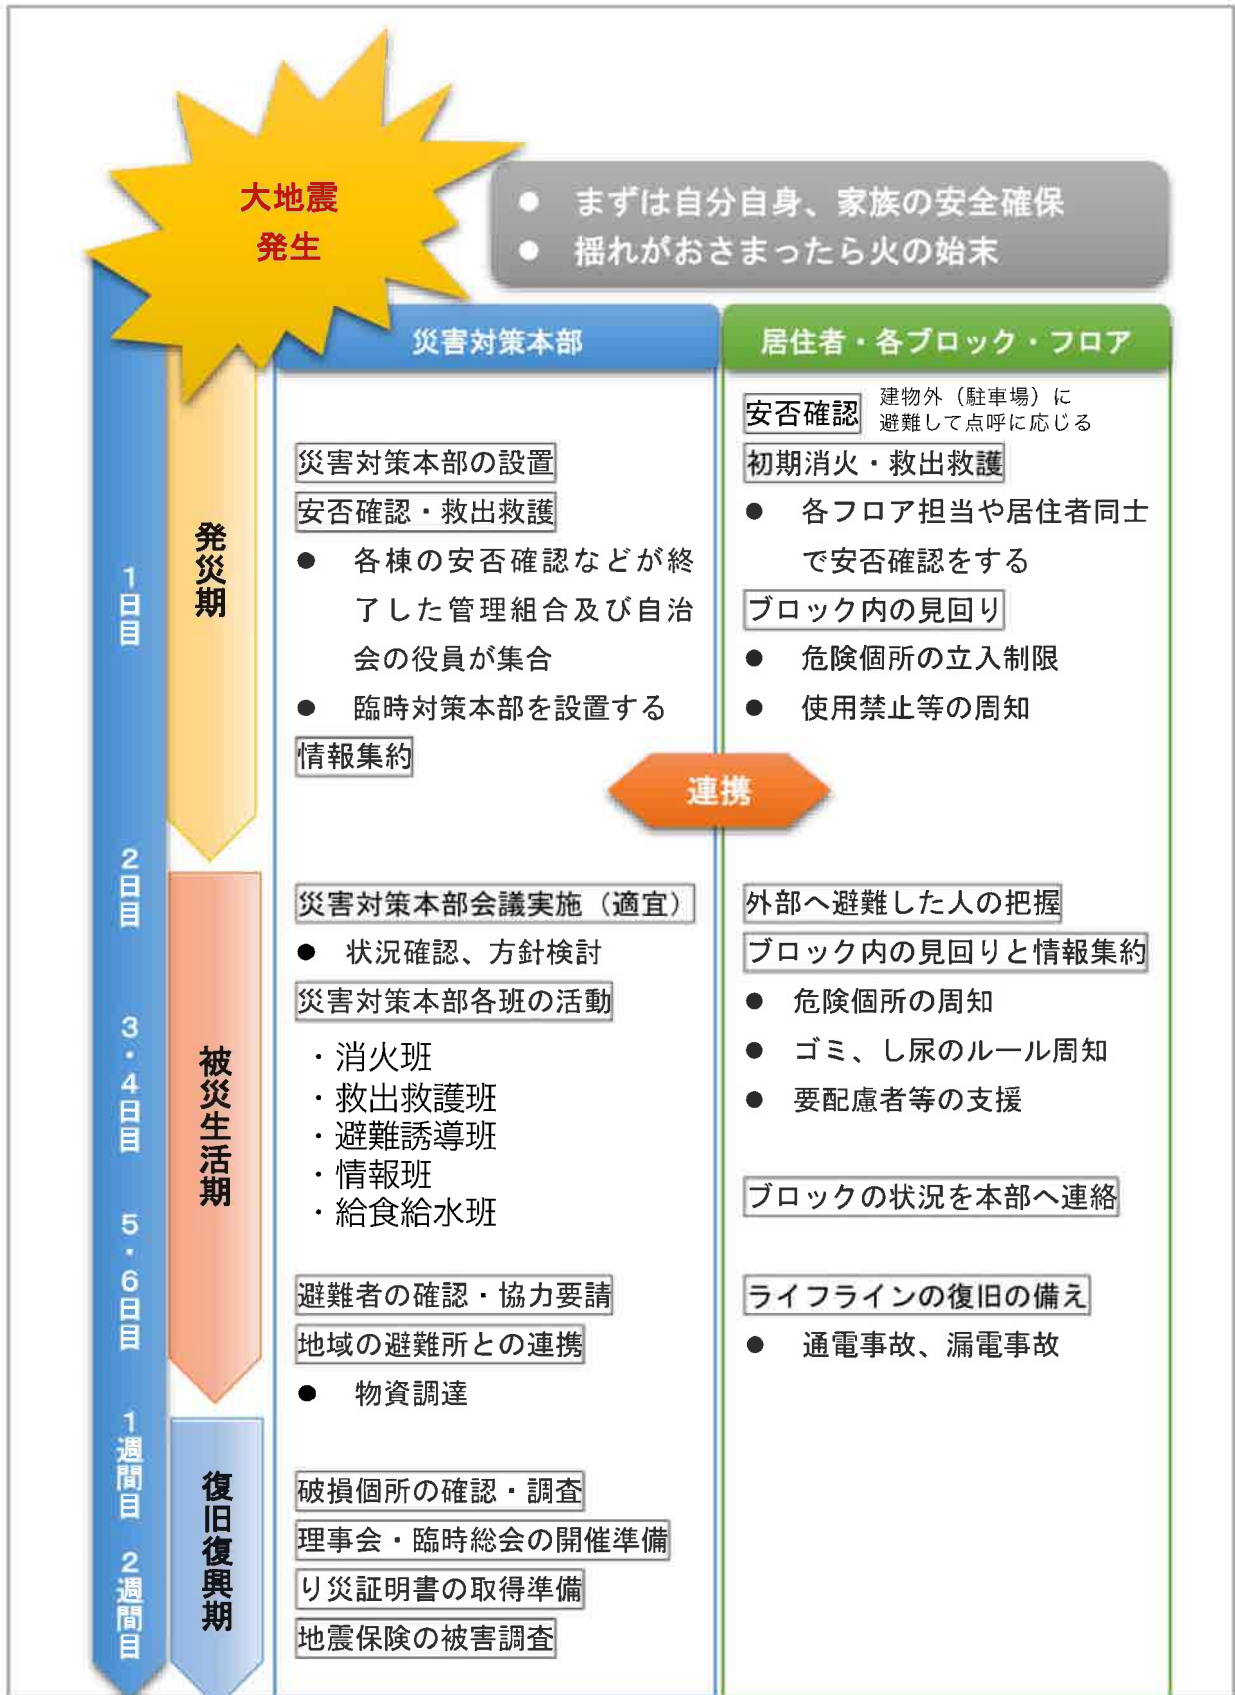 大地震
発生
● まずは自分自身、家族の安全確保
● 揺れがおさまったら火の始末
災害対策本部
居住者・各ブロック・フロア
1日目
2日目
3・4日目
5・6日目
1週間目
2週間目
発災期
被災生活期
復旧復興期
災害対策本部の設置
安否確認・救出救護
● 各棟の安否確認などが終
了した管理組合及び自治
会の役員が集合
● 臨時対策本部を設置する
情報集約
連携
災害対策本部会議実施（適宜）
● 状況確認、方針検討
災害対策本部各班の活動
・消火班
・救出救護班
・避難誘導班
・情報班
・給食給水班
避難者の確認・協力要請
地域の避難所との連携
● 物資調達
破損個所の確認・調査
理事会・臨時総会の開催準備
り災証明書の取得準備
地震保険の被害調査
安否確認 建物外（駐車場）に
避難して点呼に応じる
初期消火・救出救護
● 各フロア担当や居住者同士
で安否確認をする
ブロック内の見回り
● 危険個所の立入制限
● 使用禁止等の周知
外部へ避難した人の把握
ブロック内の見回りと情報集約
● 危険個所の周知
● ゴミ、し尿のルール周知
● 要配慮者等の支援
ブロックの状況を本部へ連絡
ライフラインの復旧の備え
● 通電事故、漏電事故